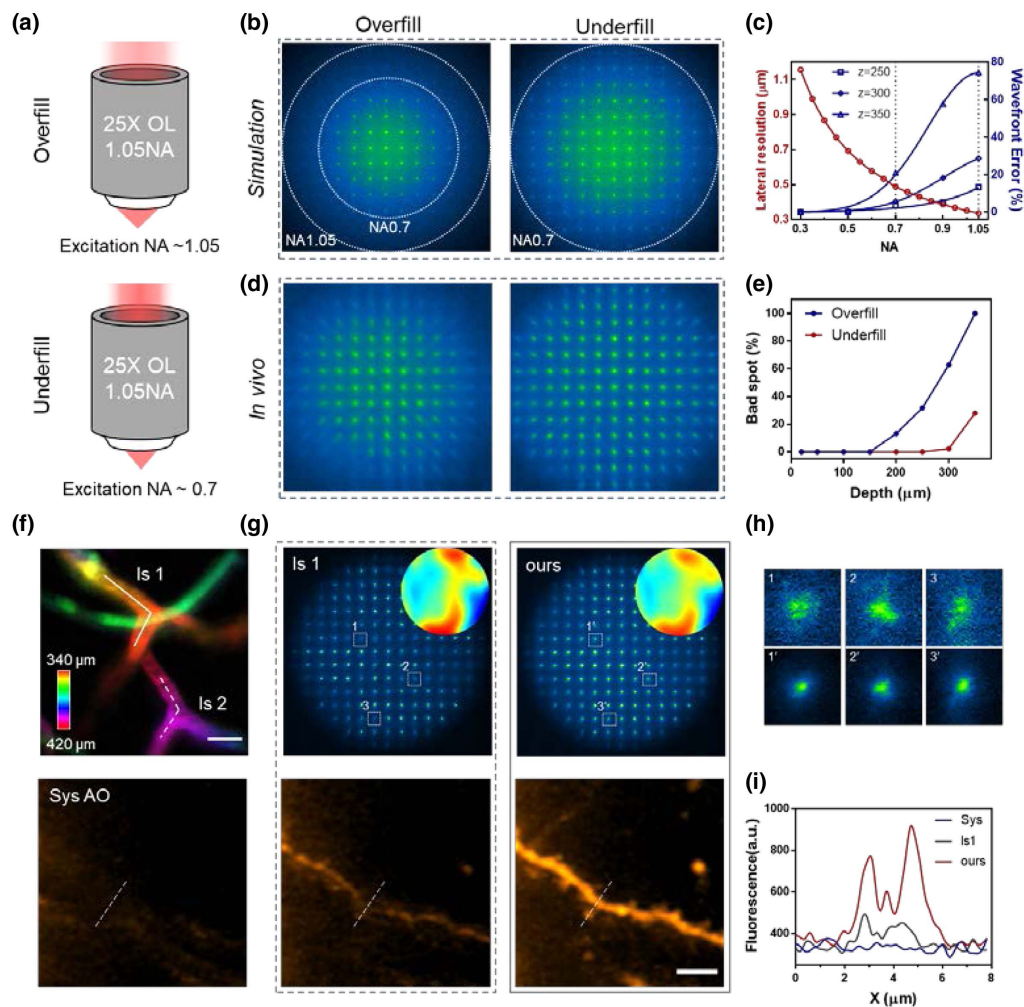 (a)
Overfill
25X OL
1.05NA
Excitation NA ~1.05
Underfill
25X OL
1.05NA
Excitation NA ~ 0.7
(b)
Overfill
Underfill
Simulation
NA0.7
NA1.05
NA0.7
(c)
Lateral resolution (μm)
1.1
0.9
0.7
0.5
0.3
z=250
z=300
z=350
80
60
40
20
0
Wavefront Error (%)
0.3
0.5
0.7
0.9
1.05
NA
(d)
In vivo
(e)
Bad spot (%)
100
80
60
40
20
0
Overfill
Underfill
0
100
200
300
Depth (μm)
(f)
Is 1
340 μm
420 μm
Is 2
Sys AO
(g)
Is 1
1
2
3
ours
1'
2'
3'
(h)
1
2
3
1'
2'
3'
(i)
Fluorescence(a.u.)
1000
800
600
400
Sys
Is1
ours
0
2
4
6
8
X (μm)